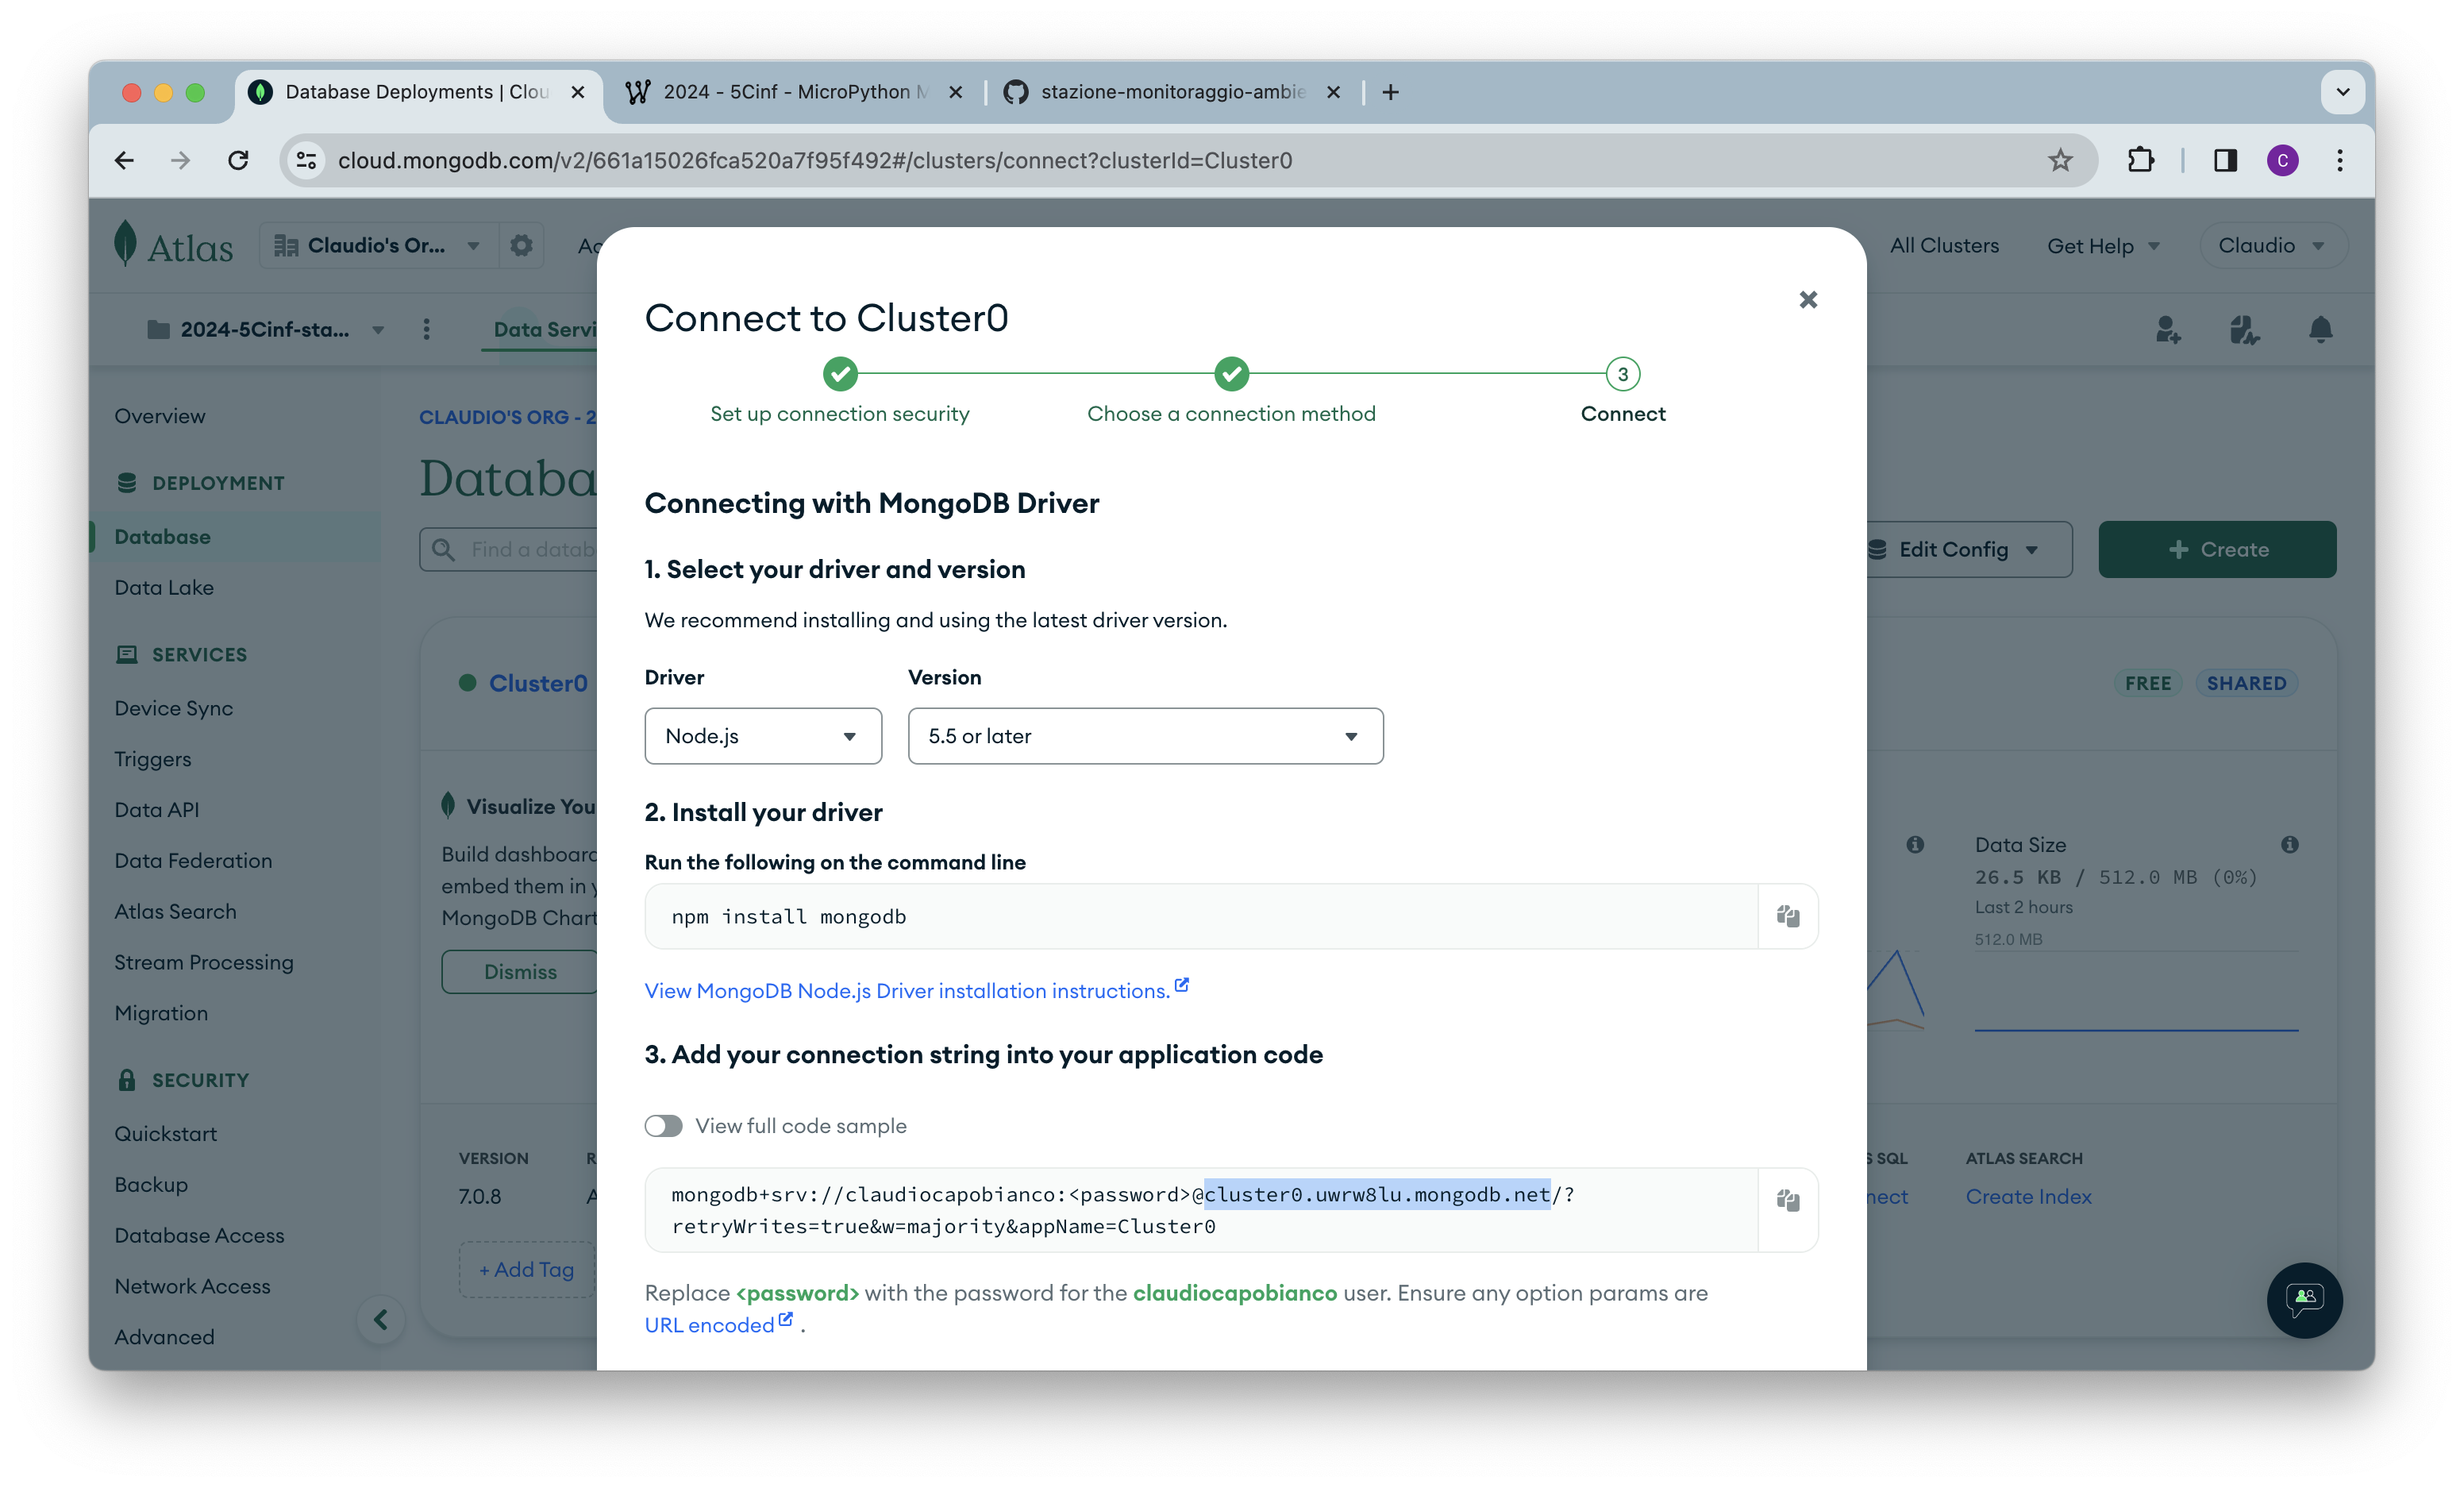 Database Deployments | Clou
2024 - 5Cinf - MicroPython M
stazione-monitoraggio-ambie
cloud.mongodb.com/v2/661a15026fca520a7f95f492#/clusters/connect?clusterId=Cluster0
C
Atlas
Claudio's Or...
Ac
All Clusters
Get Help
Claudio
2024-5Cinf-sta...
Data Servi
Overview
DEPLOYMENT
Database
Data Lake
SERVICES
Device Sync
Triggers
Data API
Data Federation
Atlas Search
Stream Processing
Migration
SECURITY
Quickstart
Backup
Database Access
Network Access
Advanced
CLAUDIO'S ORG - 2
Databa
Find a datab
Edit Config
+ Create
Cluster0
FREE
SHARED
Visualize You
Build dashboard
embed them in y
MongoDB Chart
Dismiss
Data Size
26.5 KB / 512.0 MB (0%)
Last 2 hours
512.0 MB
VERSION
R
7.0.8
A
+ Add Tag
S SQL
nect
ATLAS SEARCH
Create Index
Connect to Cluster0
Set up connection security
Choose a connection method
3
Connect
Connecting with MongoDB Driver
1. Select your driver and version
We recommend installing and using the latest driver version.
Driver
Version
Node.js
5.5 or later
2. Install your driver
Run the following on the command line
npm install mongodb
View MongoDB Node.js Driver installation instructions.
3. Add your connection string into your application code
View full code sample
mongodb+srv://claudiocapobianco:<password>@cluster0.uwrw8lu.mongodb.net/?
retryWrites=true&w=majority&appName=Cluster0
Replace <password> with the password for the claudiocapobianco user. Ensure any option params are
URL encoded .